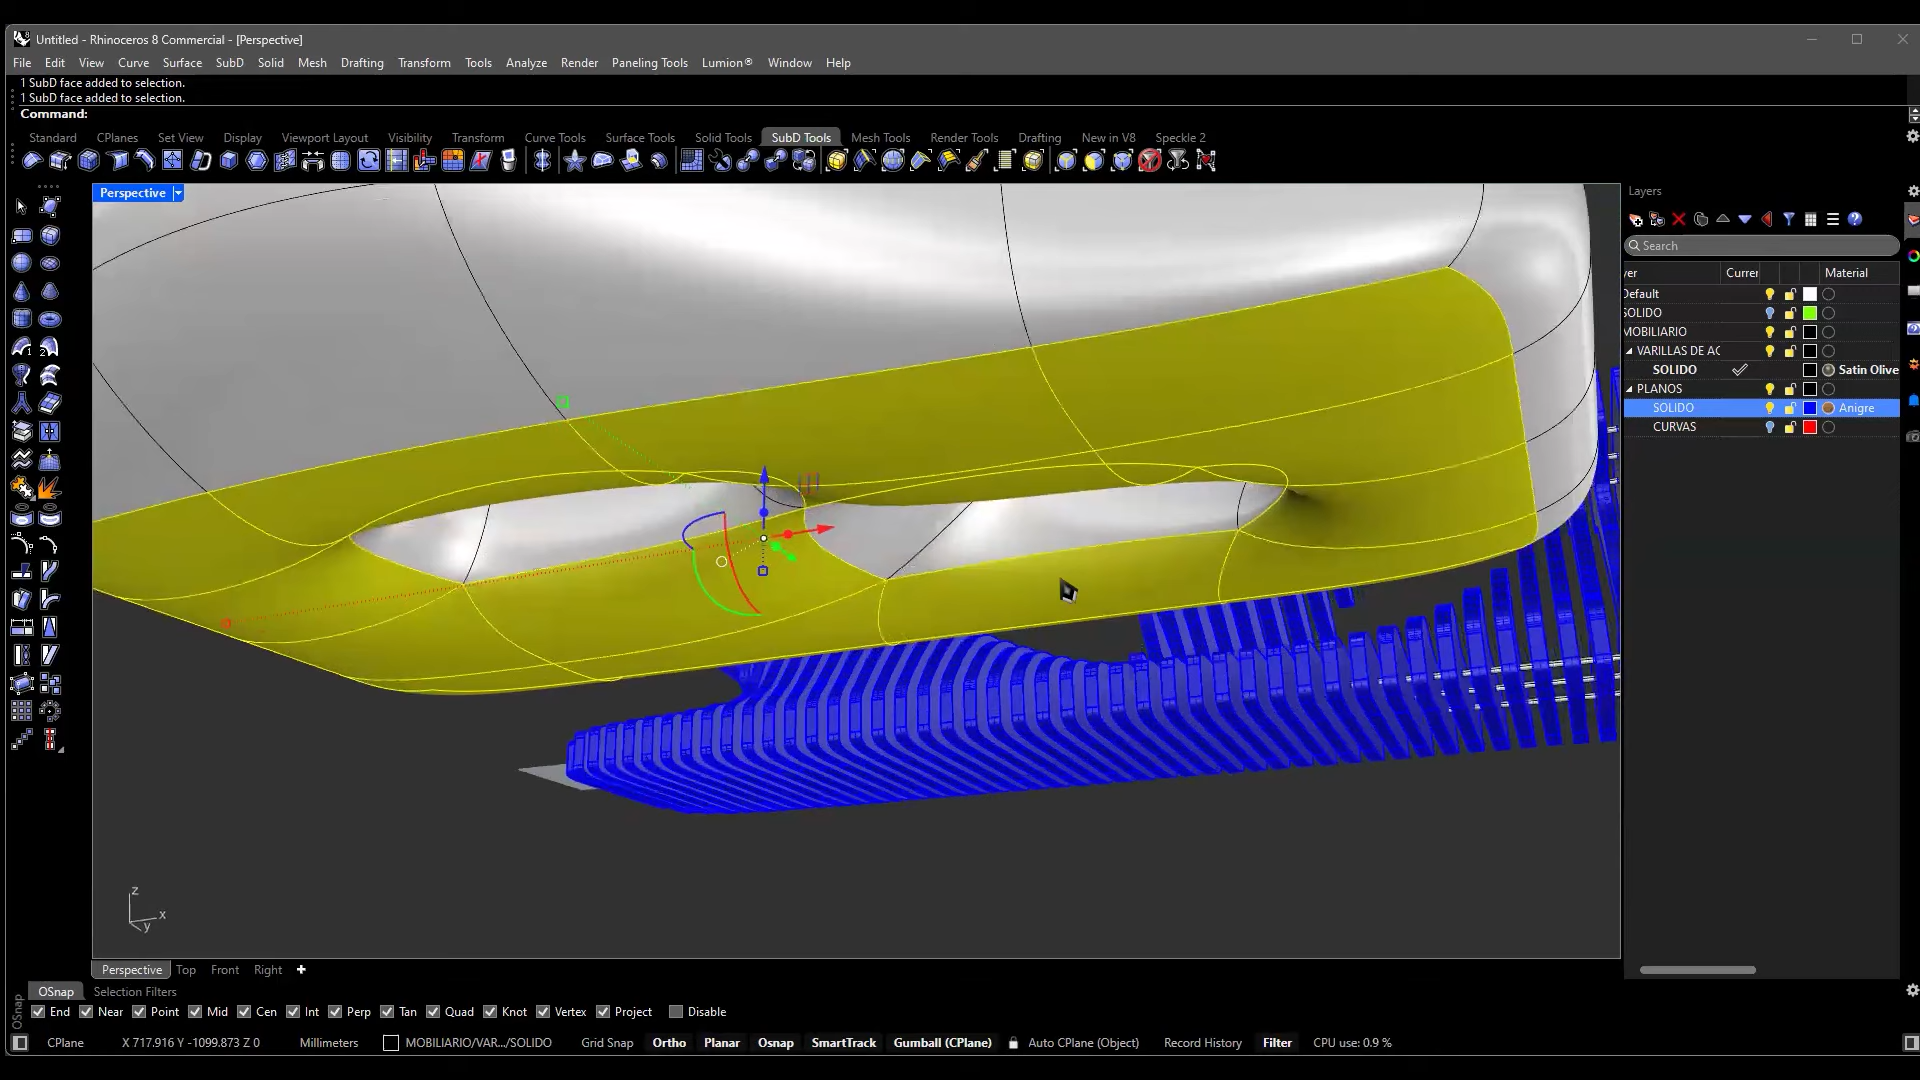 Untitled - Rhinoceros 8 Commercial - [Perspective]
File Edit View Curve Surface SubD Solid Mesh Drafting Transform Tools Analyze Render Paneling Tools Lumion® Window Help
1 SubD face added to selection.
1 SubD face added to selection.
Command:
Standard CPlanes Set View Display Viewport Layout Visibility Transform Curve Tools Surface Tools Solid Tools SubD Tools Mesh Tools Render Tools Drafting New in V8 Speckle 2
Perspective
Layers
Search
yer Currer Material
Default
SOLIDO
MOBILIARIO
VARILLAS DE AC
SOLIDO Satin Olive
PLANOS
SOLIDO Anigre
CURVAS
z
x
y
Perspective Top Front Right
OSnap Selection Filters
OSnap
End Near Point Mid Cen Int Perp Tan Quad Knot Vertex Project Disable
CPlane X 717.916 Y -1099.873 Z 0 Millimeters MOBILIARIO/VAR.../SOLIDO Grid Snap Ortho Planar Osnap SmartTrack Gumball (CPlane) Auto CPlane (Object) Record History Filter CPU use: 0.9 %